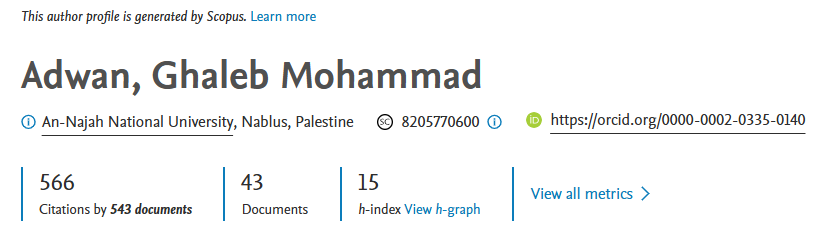 This author profile is generated by Scopus. Learn more
Adwan, Ghaleb Mohammad
An-Najah National University, Nablus, Palestine SC 8205770600 iD https://orcid.org/0000-0002-0335-0140
566 43 15
Citations by 543 documents Documents h-index View h-graph View all metrics